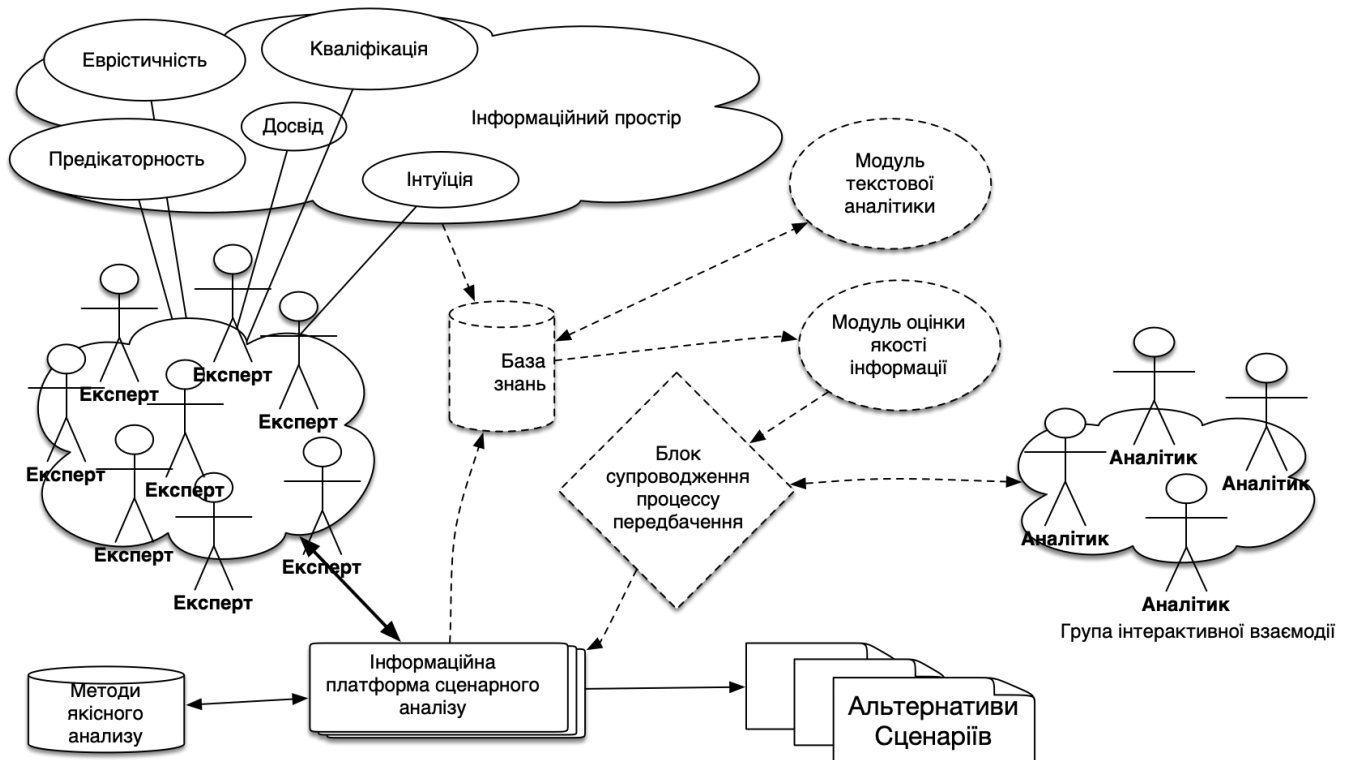 Еврістичність
Кваліфікація
Досвід
Інформаційний простір
Предікаторность
Інтуїція
Модуль
текстової
аналітики
Модуль оцінки
якості
інформації
База
знань
Експерт
Експерт
Експерт
Експерт
Експерт
Експерт
Експерт
Експерт
Блок
супроводження
процессу
передбачення
Аналітик
Аналітик
Аналітик
Аналітик
Група інтерактивної взаємодії
Методи
якісного
анализу
Інформаційна
платформа сценарного
аналізу
Альтернативи
Сценаріїв